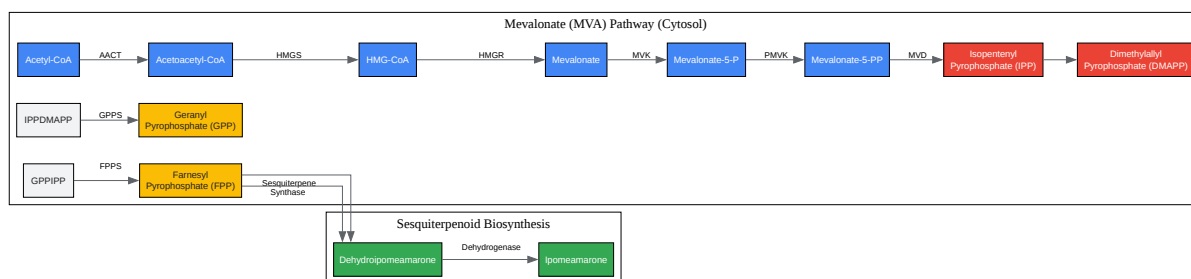 Mevalonate (MVA) Pathway (Cytosol)
Acetyl-CoA
AACT
Acetoacetyl-CoA
HMGS
HMG-CoA
HMGR
Mevalonate
MVK
Mevalonate-5-P
PMVK
Mevalonate-5-PP
MVD
Isopentenyl
Pyrophosphate (IPP)
Dimethylallyl
Pyrophosphate (DMAPP)
IPPDMAPP
GPPS
Geranyl
Pyrophosphate (GPP)
GPPIPP
FPPS
Farnesyl
Pyrophosphate (FPP)
Sesquiterpene
Synthase
Sesquiterpenoid Biosynthesis
Dehydroipomeamarone
Dehydrogenase
Ipomeamarone